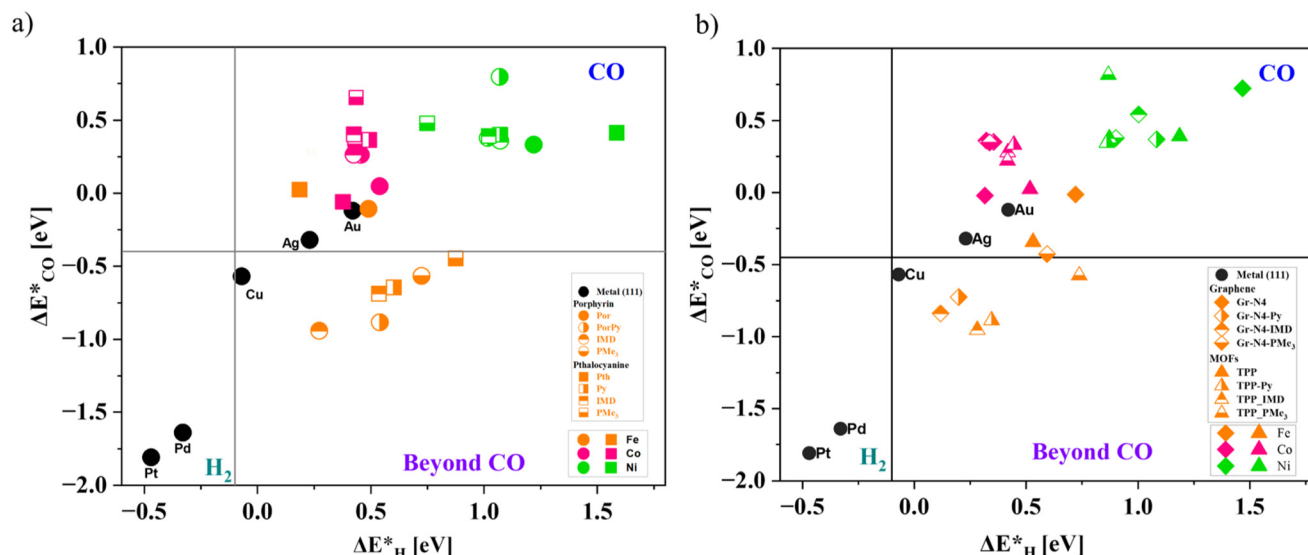 a)
ΔE*CO [eV]
1.0
0.5
0.0
−0.5
−1.0
−1.5
−2.0
CO
Au
Ag
Cu
Pd
Pt
H2
Beyond CO
Metal (111)
Porphyrin
Por
PorPy
IMD
PMe3
Pthalocyanine
Pth
Py
IMD
PMe3
Fe
Co
Ni
−0.5 0.0 0.5 1.0 1.5
ΔE*H [eV]
b)
ΔE*CO [eV]
1.0
0.5
0.0
−0.5
−1.0
−1.5
−2.0
CO
Au
Ag
Cu
Pd
Pt
H2
Beyond CO
Metal (111)
Graphene
Gr-N4
Gr-N4-Py
Gr-N4-IMD
Gr-N4-PMe3
MOFs
TPP
TPP-Py
TPP_IMD
TPP_PMe3
Fe
Co
Ni
−0.5 0.0 0.5 1.0 1.5
ΔE*H [eV]